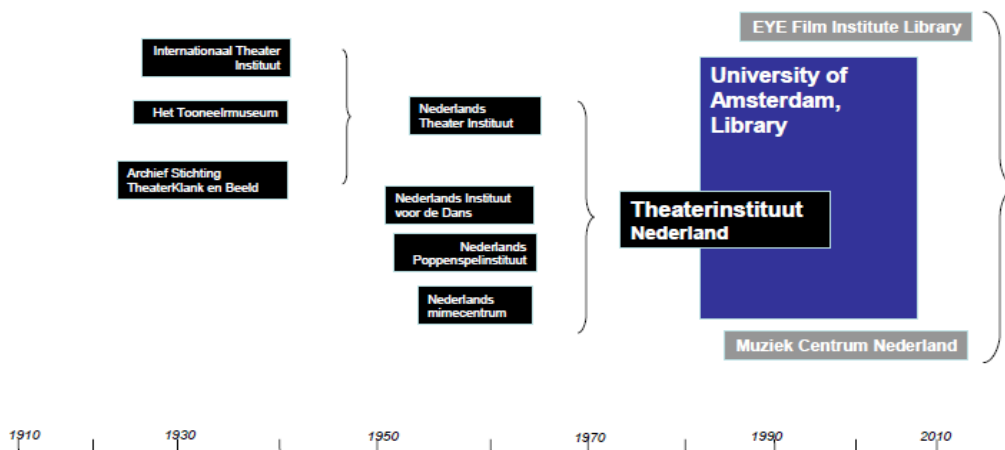 EYE Film Institute Library
Internationaal Theater
Instituut
Het Tooneelrmuseum
Archief Stichting
TheaterKlank en Beeld
Nederlands
Theater Instituut
Nederlands Instituut
voor de Dans
Nederlands
Poppenspelinstituut
Nederlands
mimecentrum
University of
Amsterdam,
Library
Theaterinstituut
Nederland
Muziek Centrum Nederland
1910
1930
1950
1970
1990
2010